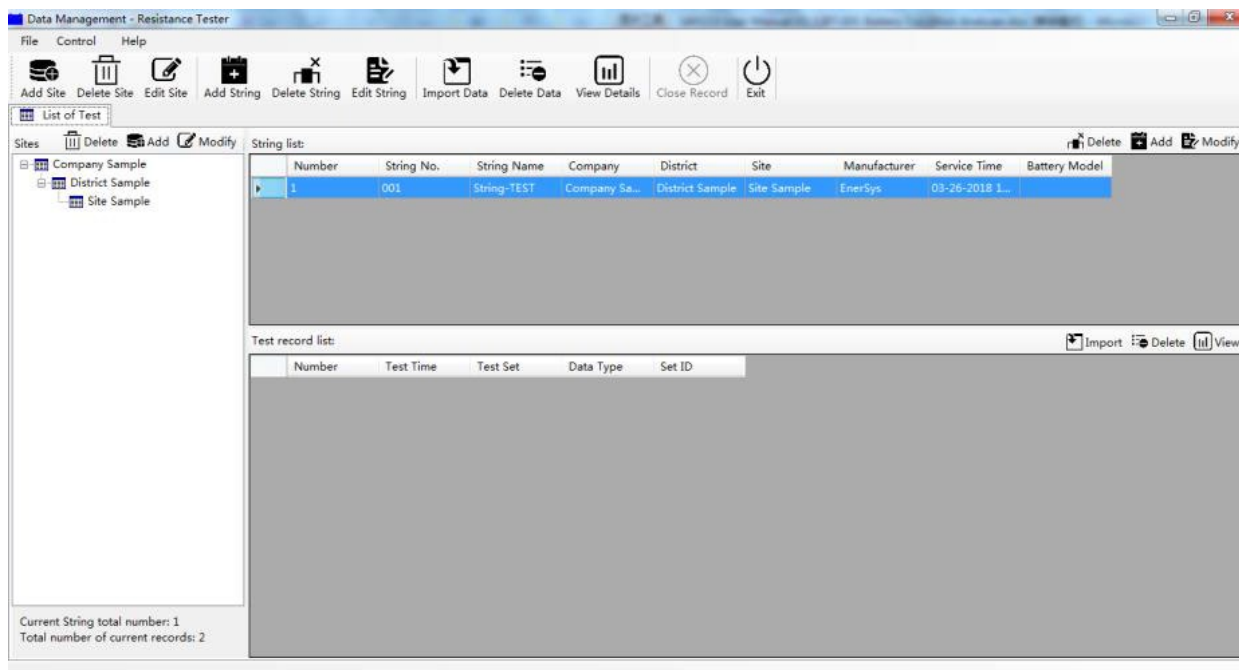 Data Management - Resistance Tester
File Control Help
Add Site Delete Site Edit Site Add String Delete String Edit String Import Data Delete Data View Details Close Record Exit
List of Test
Sites Delete Add Modify String list: Delete Add Modify
Number String No. String Name Company District Site Manufacturer Service Time Battery Model
1 001 String-TEST Company Sa... District Sample Site Sample EnerSys 03-26-2018 1...
Company Sample
District Sample
Site Sample
Test record list: Import Delete View
Number Test Time Test Set Data Type Set ID
Current String total number: 1
Total number of current records: 2